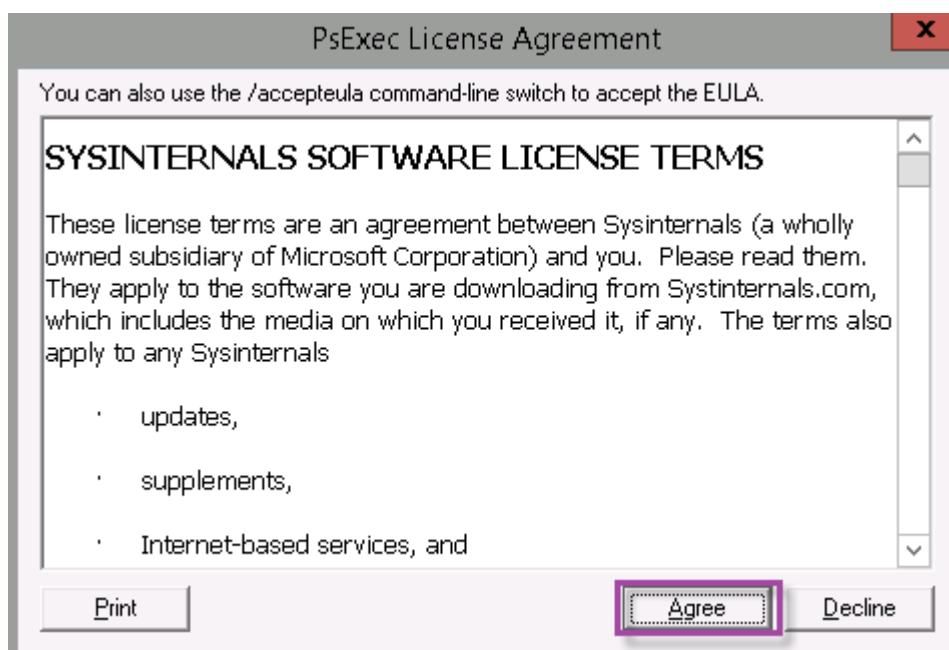 PsExec License Agreement
x
You can also use the /accepteula command-line switch to accept the EULA.
SYSINTERNALS SOFTWARE LICENSE TERMS
These license terms are an agreement between Sysinternals (a wholly
owned subsidiary of Microsoft Corporation) and you.  Please read them.
They apply to the software you are downloading from Systinternals.com,
which includes the media on which you received it, if any.  The terms also
apply to any Sysinternals
· updates,
· supplements,
· Internet-based services, and
Print Agree Decline